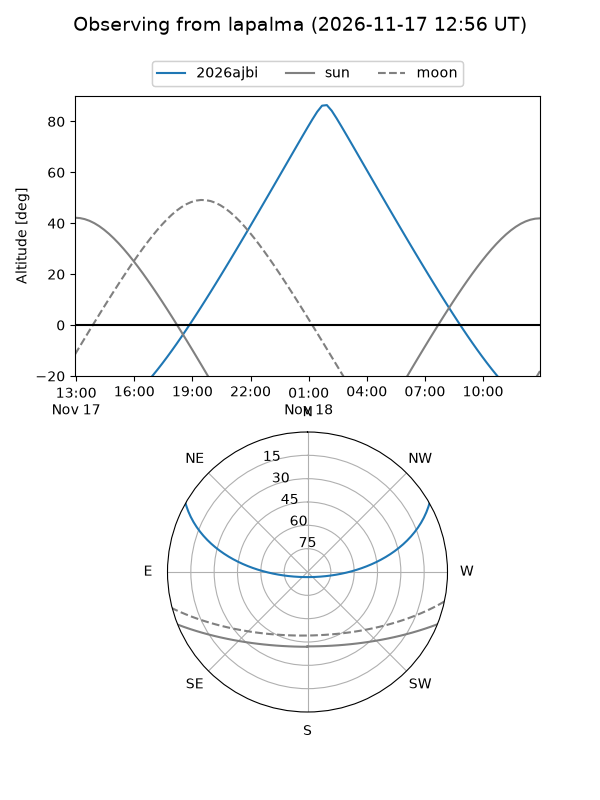 Observing from lapalma (2026-11-17 12:56 UT)
2026ajbi sun moon
Altitude [deg]
80
60
40
20
0
−20
13:00 16:00 19:00 22:00 01:00 04:00 07:00 10:00
Nov 17 Nov 18
N
NE NW
15
30
45
60
75
E W
SE SW
S